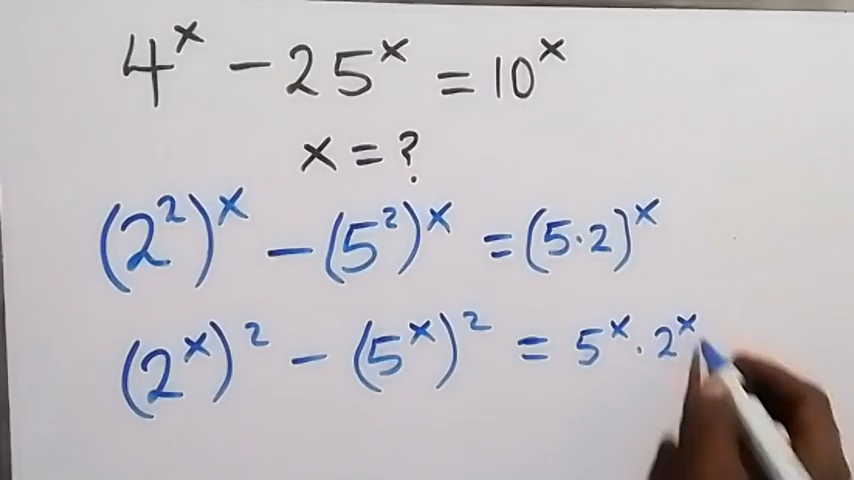 4^x - 25^x = 10^x
x = ?
(2^2)^x - (5^2)^x = (5·2)^x
(2^x)^2 - (5^x)^2 = 5^x · 2^x